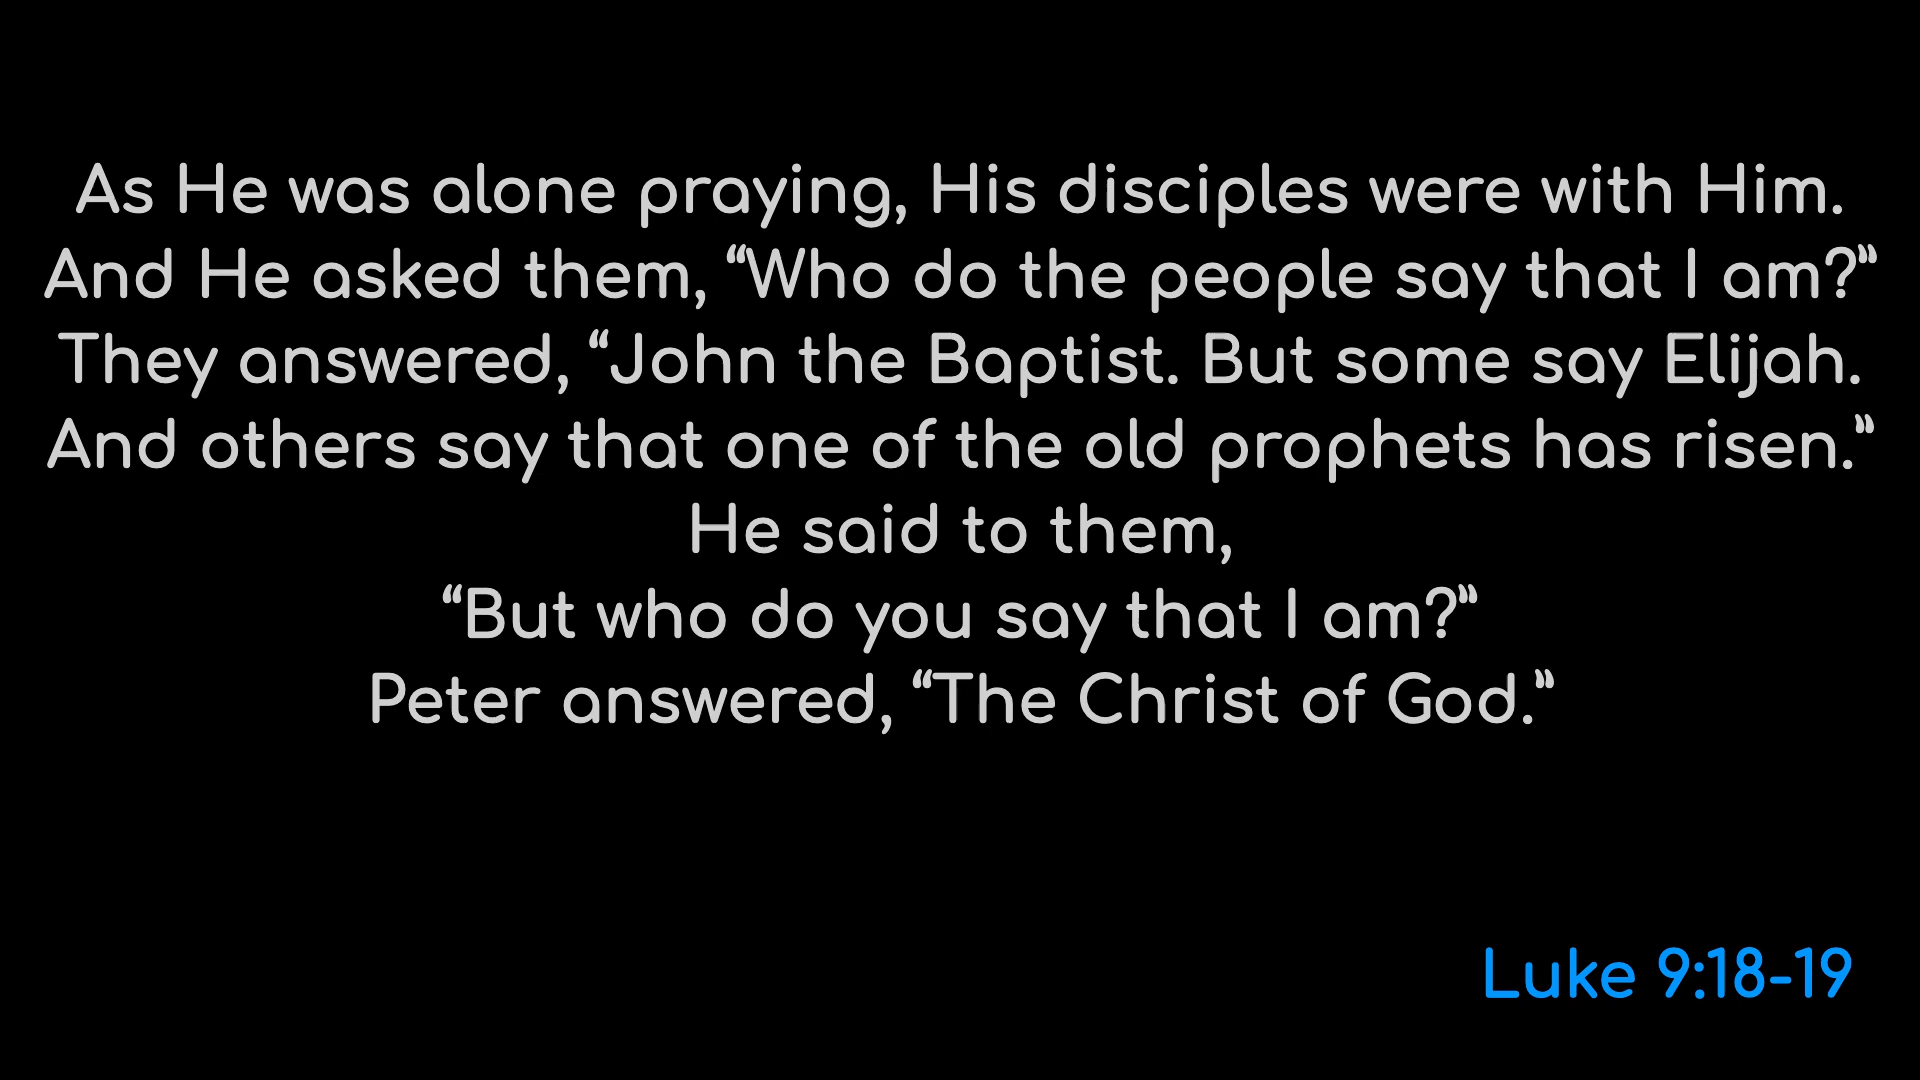 As He was alone praying, His disciples were with Him.
And He asked them, “Who do the people say that I am?”
They answered, “John the Baptist. But some say Elijah.
And others say that one of the old prophets has risen.”
He said to them,
“But who do you say that I am?”
Peter answered, “The Christ of God.”
Luke 9:18-19